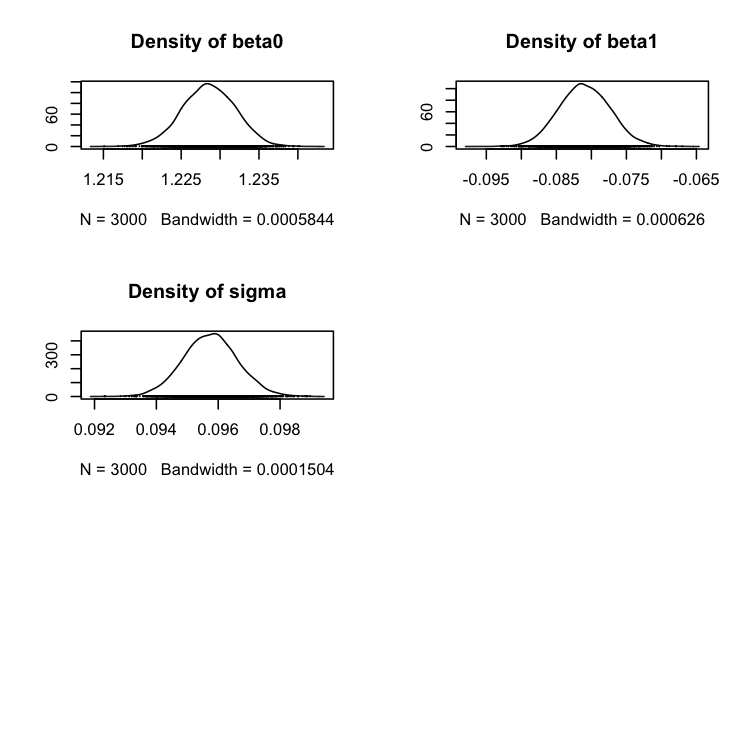 Density of beta0
60
0
1.215 1.225 1.235
N = 3000 Bandwidth = 0.0005844
Density of beta1
60
0
-0.095 -0.085 -0.075 -0.065
N = 3000 Bandwidth = 0.000626
Density of sigma
300
0
0.092 0.094 0.096 0.098
N = 3000 Bandwidth = 0.0001504